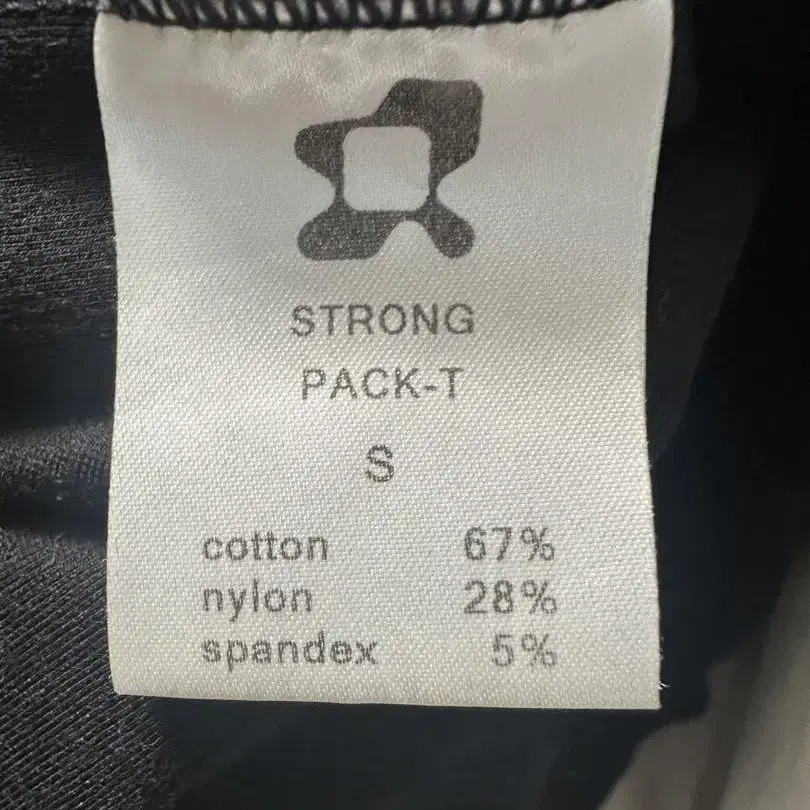 STRONG
PACK-T
S
cotton 67%
nylon 28%
spandex 5%